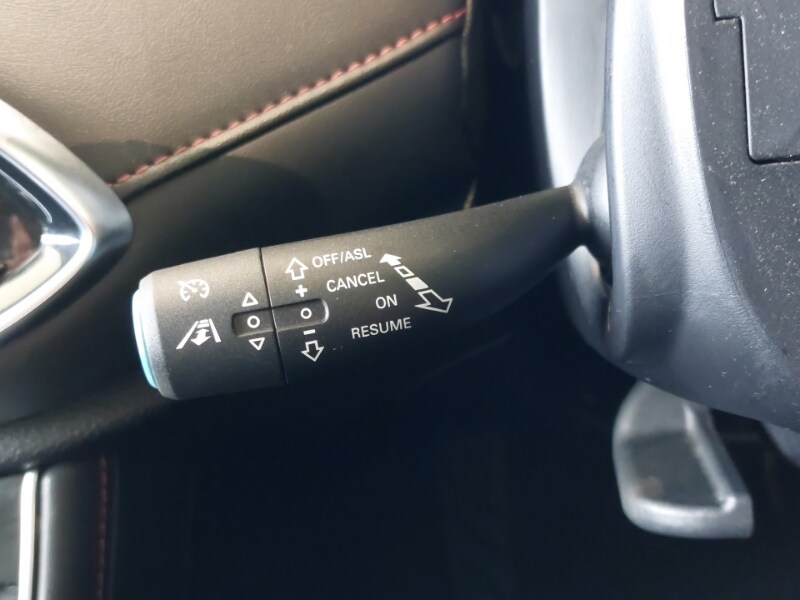 OFF/ASL
+ CANCEL
ON
- RESUME